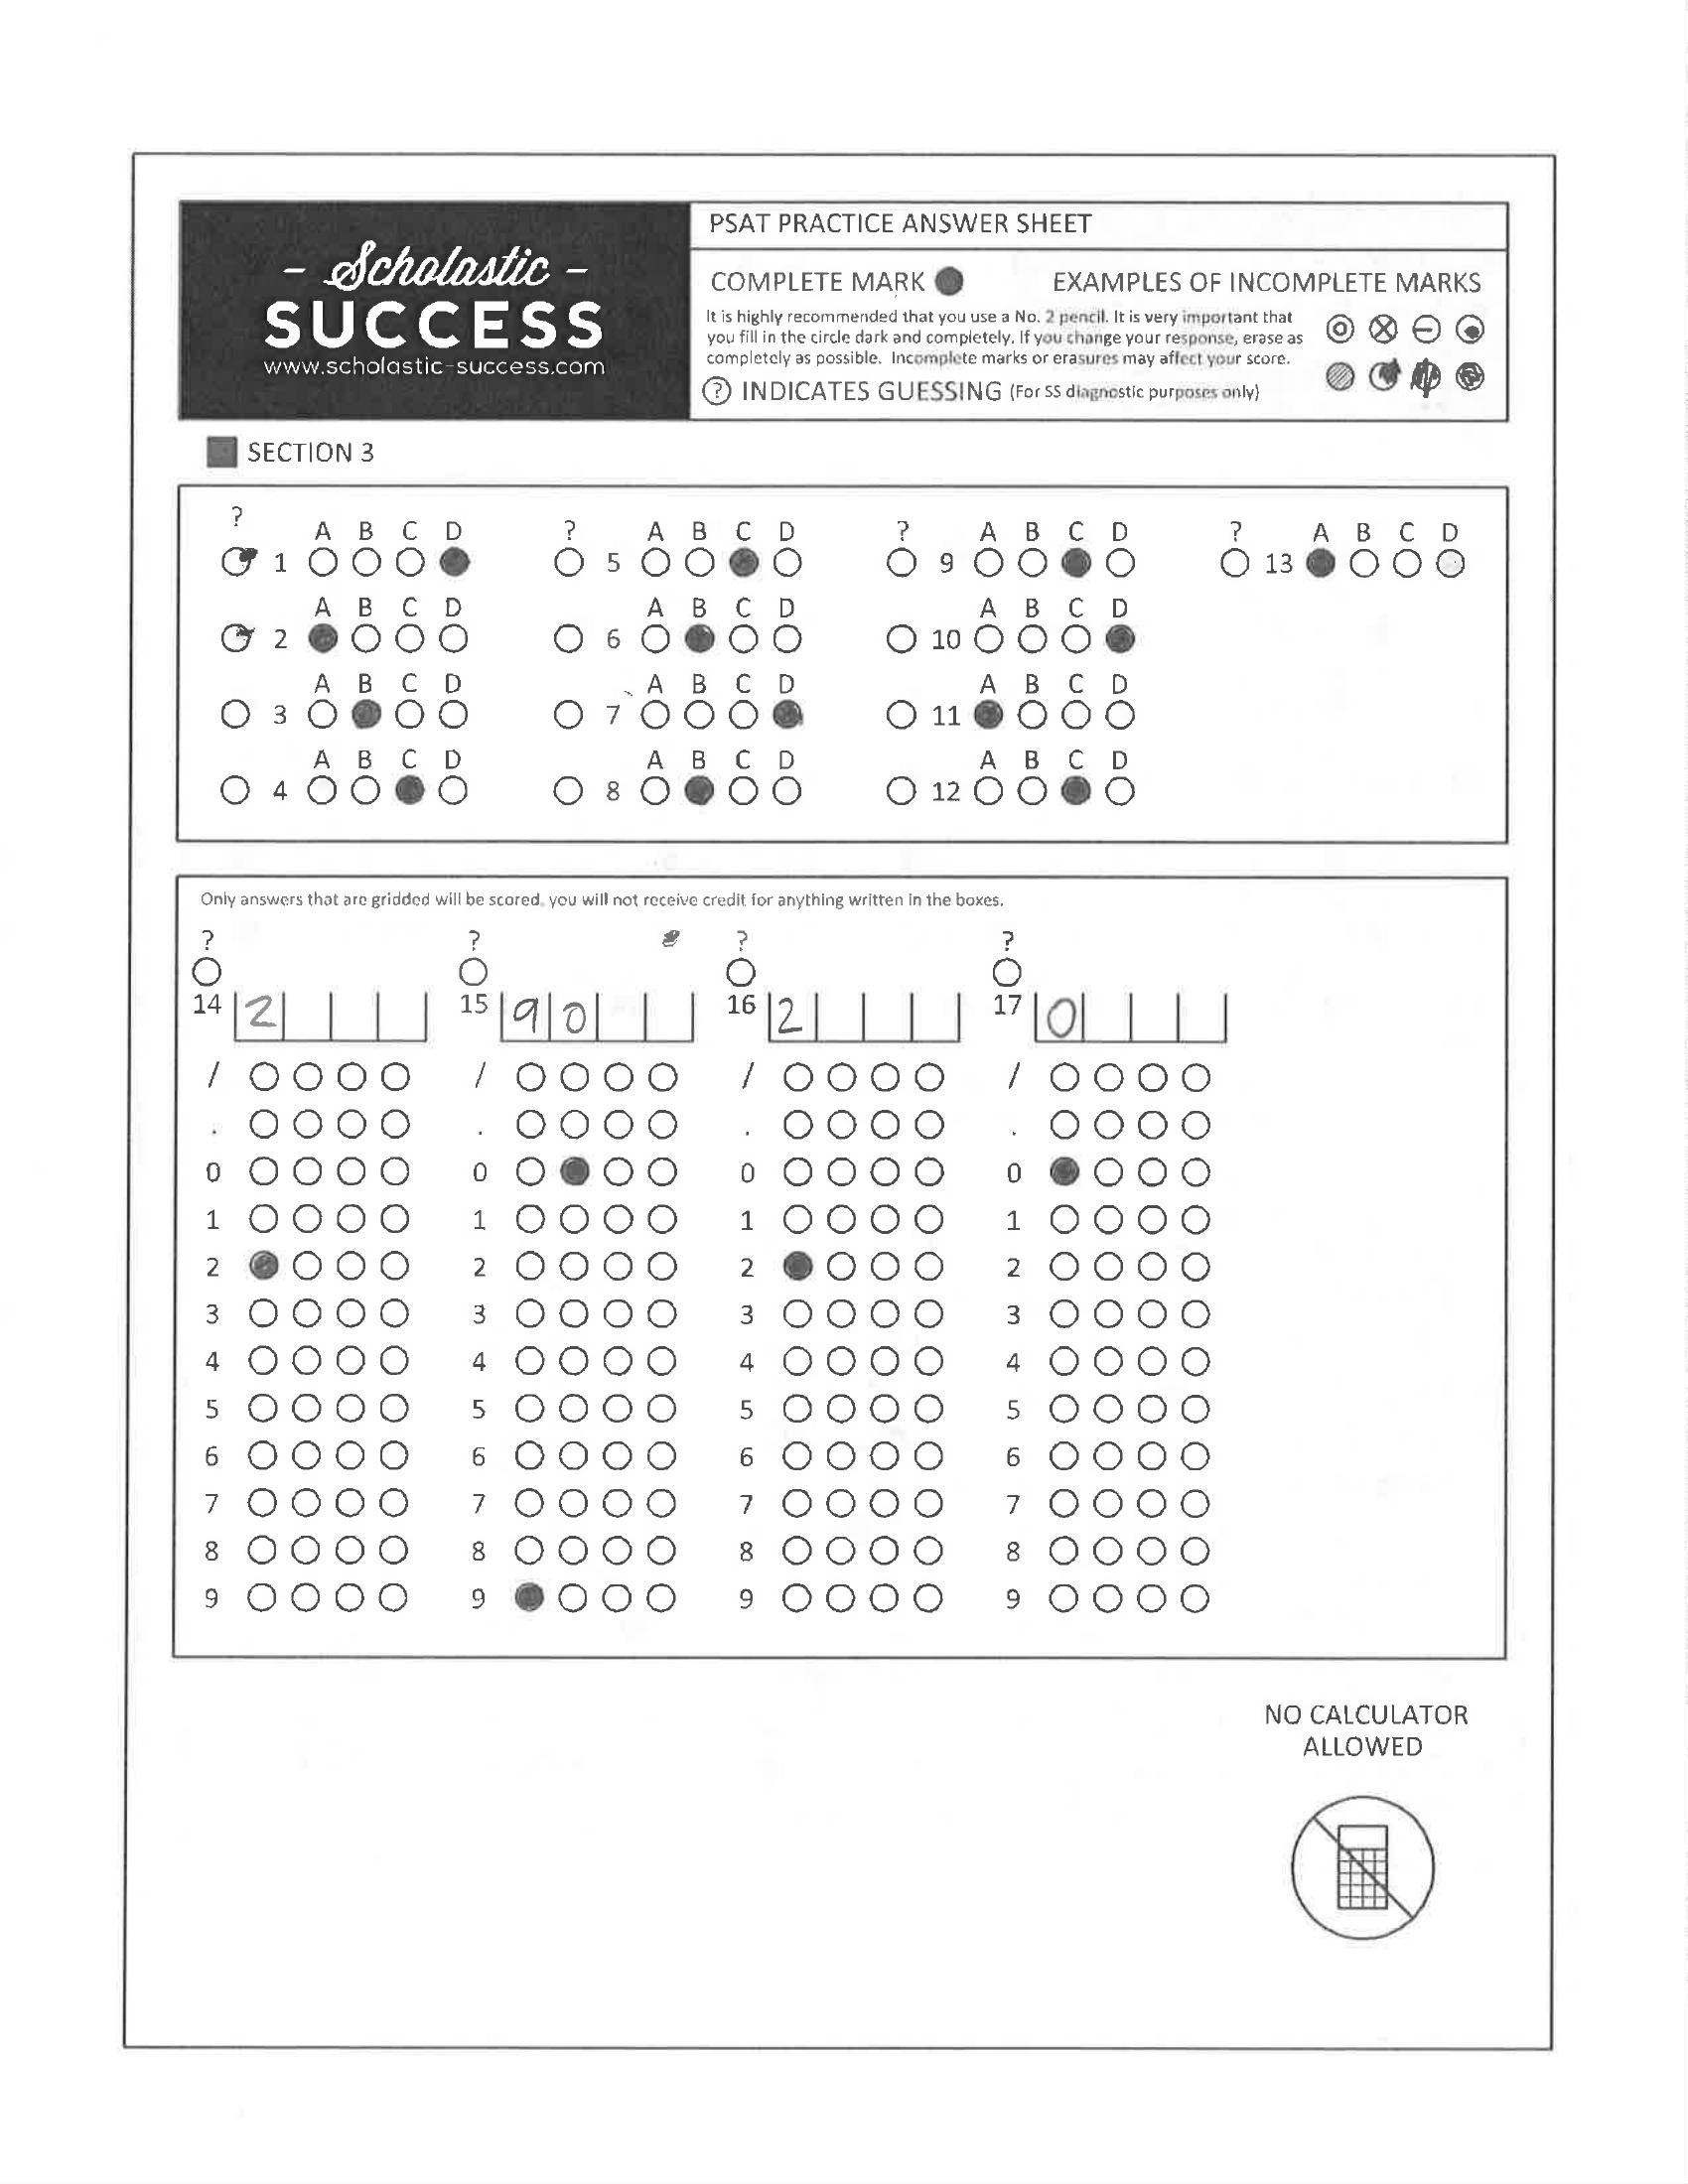 - Scholastic -
SUCCESS
www.scholastic-success.com
PSAT PRACTICE ANSWER SHEET
COMPLETE MARK EXAMPLES OF INCOMPLETE MARKS
It is highly recommended that you use a No. 2 pencil. It is very important that
you fill in the circle dark and completely. If you change your response, erase as
completely as possible. Incomplete marks or erasures may affect your score.
(?) INDICATES GUESSING (For SS diagnostic purposes only)
SECTION 3
? A B C D ? A B C D ? A B C D ? A B C D
1 5 9 13
A B C D A B C D A B C D
2 6 10
A B C D A B C D A B C D
3 7 11
A B C D A B C D A B C D
4 8 12
Only answers that are gridded will be scored, you will not receive credit for anything written in the boxes.
? ? ? ?
14 2 15 90 16 2 17 0
/ / / /
. . . .
0 0 0 0
1 1 1 1
2 2 2 2
3 3 3 3
4 4 4 4
5 5 5 5
6 6 6 6
7 7 7 7
8 8 8 8
9 9 9 9
NO CALCULATOR
ALLOWED